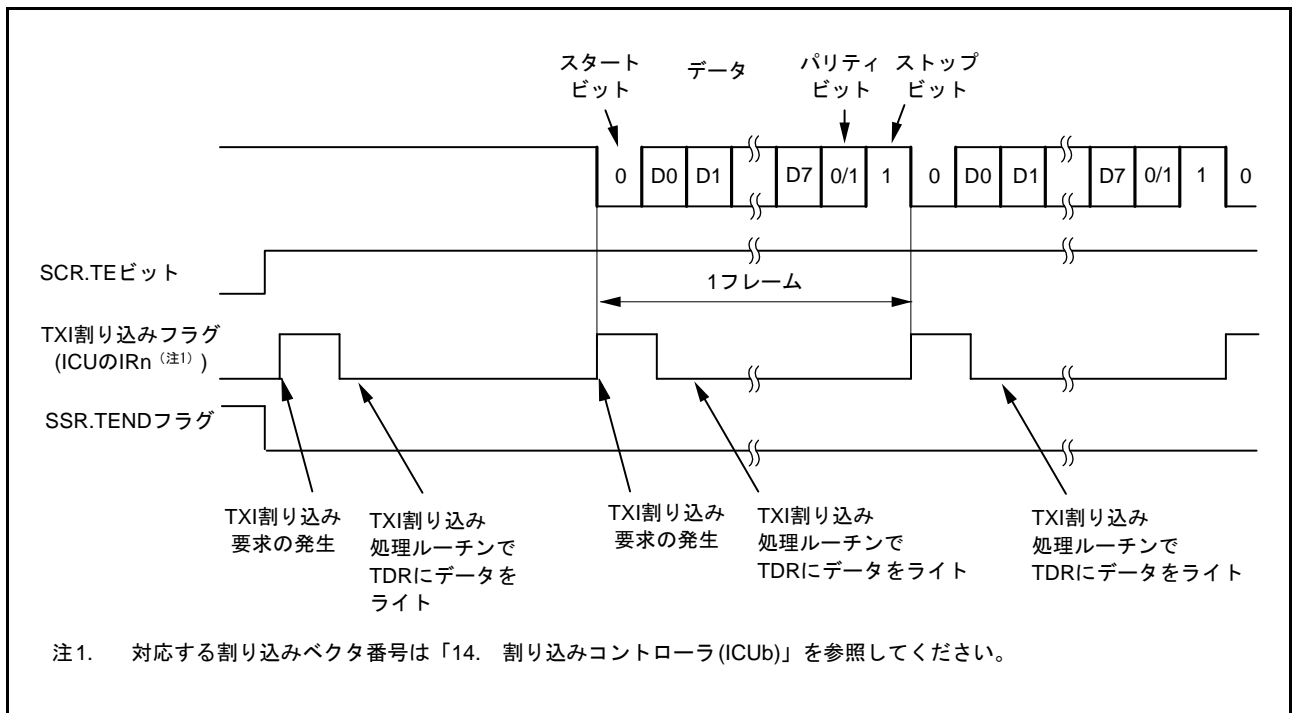 スタート
ビット
データ
パリティ
ビット
ストップ
ビット
0 D0 D1 D7 0/1 1 0 D0 D1 D7 0/1 1 0
SCR.TEビット
1フレーム
TXI割り込みフラグ
(ICUのIRn（注1）)
SSR.TENDフラグ
TXI割り込み
要求の発生
TXI割り込み
処理ルーチンで
TDRにデータを
ライト
TXI割り込み
要求の発生
TXI割り込み
処理ルーチンで
TDRにデータをライト
TXI割り込み
処理ルーチンで
TDRにデータをライト
注1. 対応する割り込みベクタ番号は「14. 割り込みコントローラ(ICUb)」を参照してください。